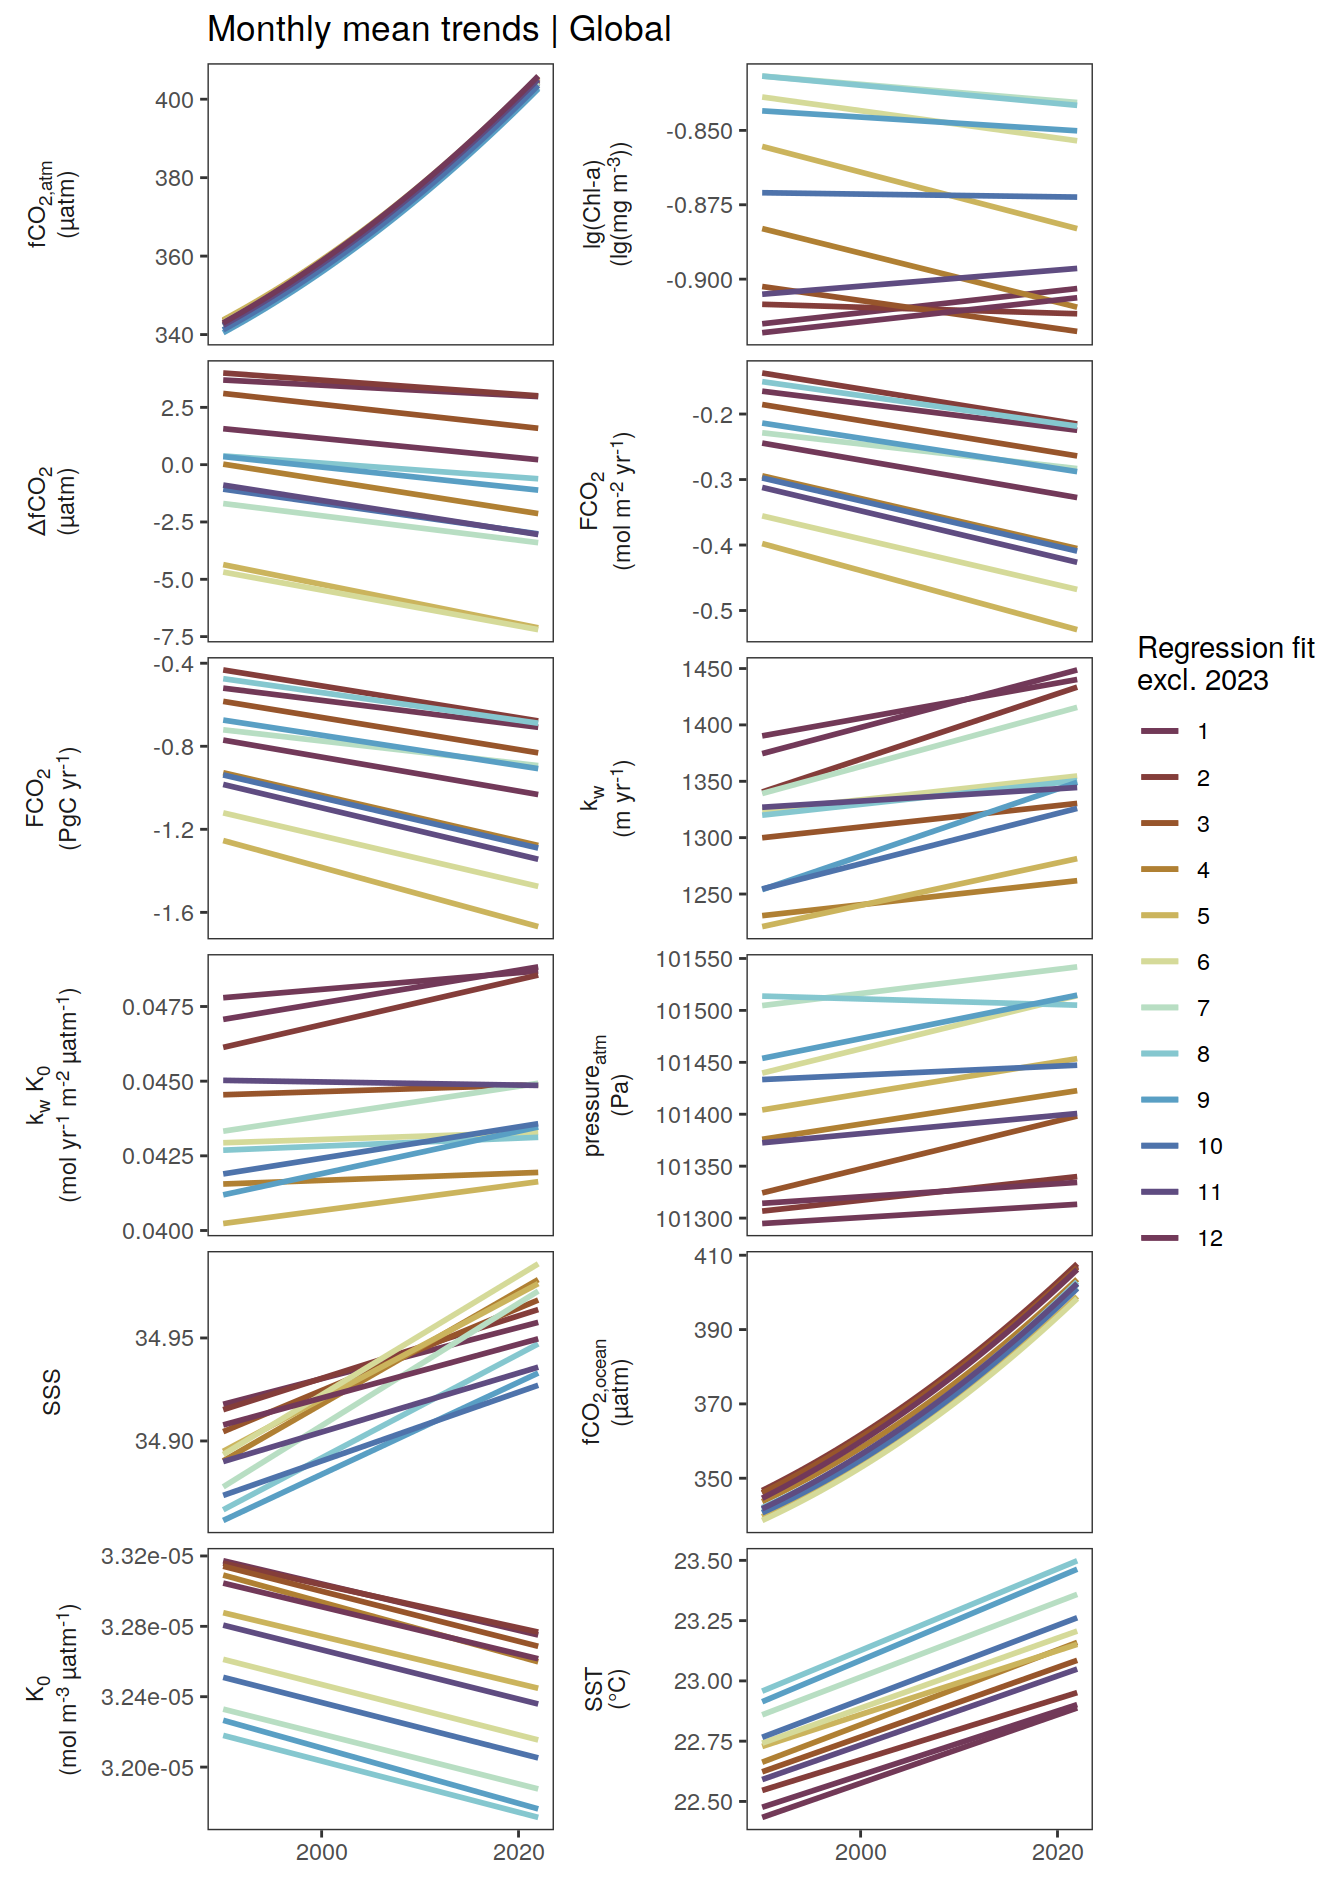 Monthly mean trends | Global
fCO2,atm
(µatm)
400
380
360
340
lg(Chl-a)
(lg(mg m-3))
-0.850
-0.875
-0.900
ΔfCO2
(µatm)
2.5
0.0
-2.5
-5.0
-7.5
FCO2
(mol m-2 yr-1)
-0.2
-0.3
-0.4
-0.5
FCO2
(PgC yr-1)
-0.4
-0.8
-1.2
-1.6
kw
(m yr-1)
1450
1400
1350
1300
1250
kw K0
(mol yr-1 m-2 µatm-1)
0.0475
0.0450
0.0425
0.0400
pressureatm
(Pa)
101550
101500
101450
101400
101350
101300
SSS
34.95
34.90
fCO2,ocean
(µatm)
410
390
370
350
K0
(mol m-3 µatm-1)
3.32e-05
3.28e-05
3.24e-05
3.20e-05
SST
(°C)
23.50
23.25
23.00
22.75
22.50
2000
2020
2000
2020
Regression fit
excl. 2023
1
2
3
4
5
6
7
8
9
10
11
12